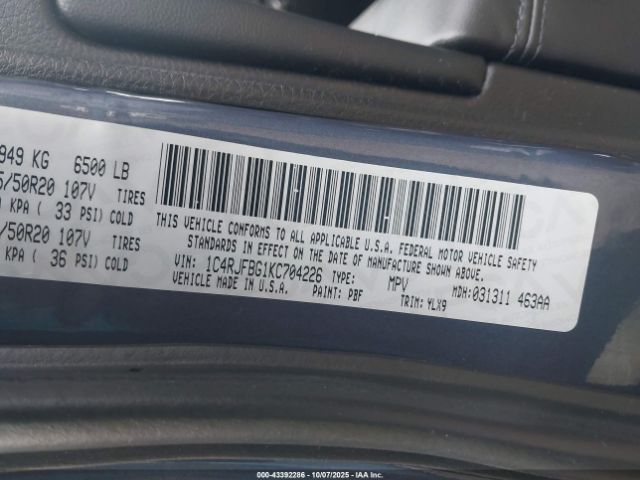 949 KG 6500 LB
/50R20 107V TIRES
KPA ( 33 PSI) COLD
/50R20 107V TIRES
KPA ( 36 PSI) COLD
THIS VEHICLE CONFORMS TO ALL APPLICABLE U.S.A. FEDERAL MOTOR VEHICLE SAFETY
STANDARDS IN EFFECT ON THE DATE OF MANUFACTURE SHOWN ABOVE.
VIN: 1C4RJFBG1KC704226 TYPE: MPV MDH:031311 463AA
VEHICLE MADE IN U.S.A. PAINT: PBF TRIM: YLX9
000-43392286 - 10/07/2025 - IAA Inc.